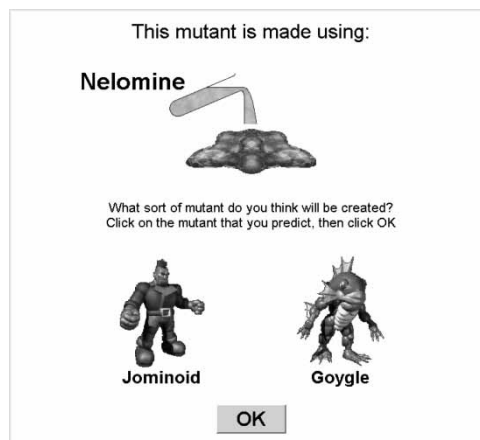 This mutant is made using:
Nelomine
What sort of mutant do you think will be created?
Click on the mutant that you predict, then click OK
Jominoid Goygle
OK